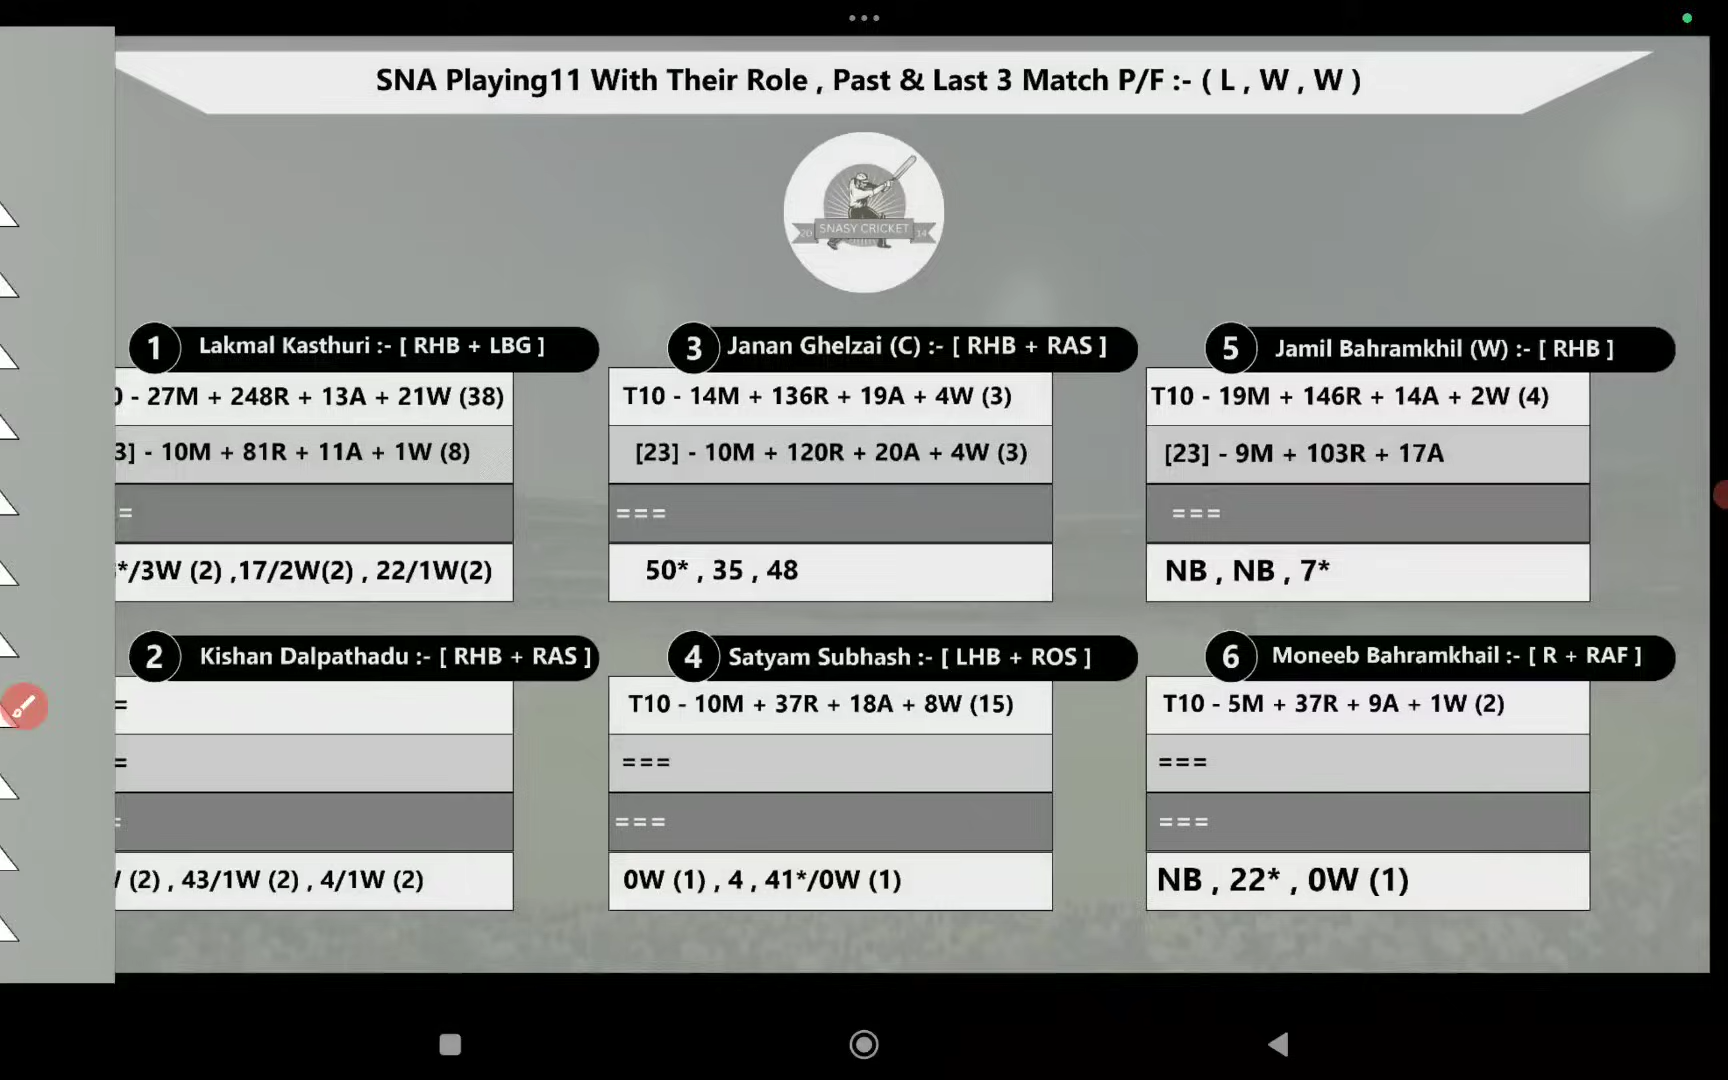 SNA Playing11 With Their Role , Past & Last 3 Match P/F :- ( L , W , W )
20 SNASY CRICKET 14
1 Lakmal Kasthuri :- [ RHB + LBG ]
- 27M + 248R + 13A + 21W (38)
3] - 10M + 81R + 11A + 1W (8)
=
*/3W (2) ,17/2W(2) , 22/1W(2)
2 Kishan Dalpathadu :- [ RHB + RAS ]
=
=
=
(2) , 43/1W (2) , 4/1W (2)
3 Janan Ghelzai (C) :- [ RHB + RAS ]
T10 - 14M + 136R + 19A + 4W (3)
[23] - 10M + 120R + 20A + 4W (3)
===
50* , 35 , 48
4 Satyam Subhash :- [ LHB + ROS ]
T10 - 10M + 37R + 18A + 8W (15)
===
===
0W (1) , 4 , 41*/0W (1)
5 Jamil Bahramkhil (W) :- [ RHB ]
T10 - 19M + 146R + 14A + 2W (4)
[23] - 9M + 103R + 17A
===
NB , NB , 7*
6 Moneeb Bahramkhail :- [ R + RAF ]
T10 - 5M + 37R + 9A + 1W (2)
===
===
NB , 22* , 0W (1)